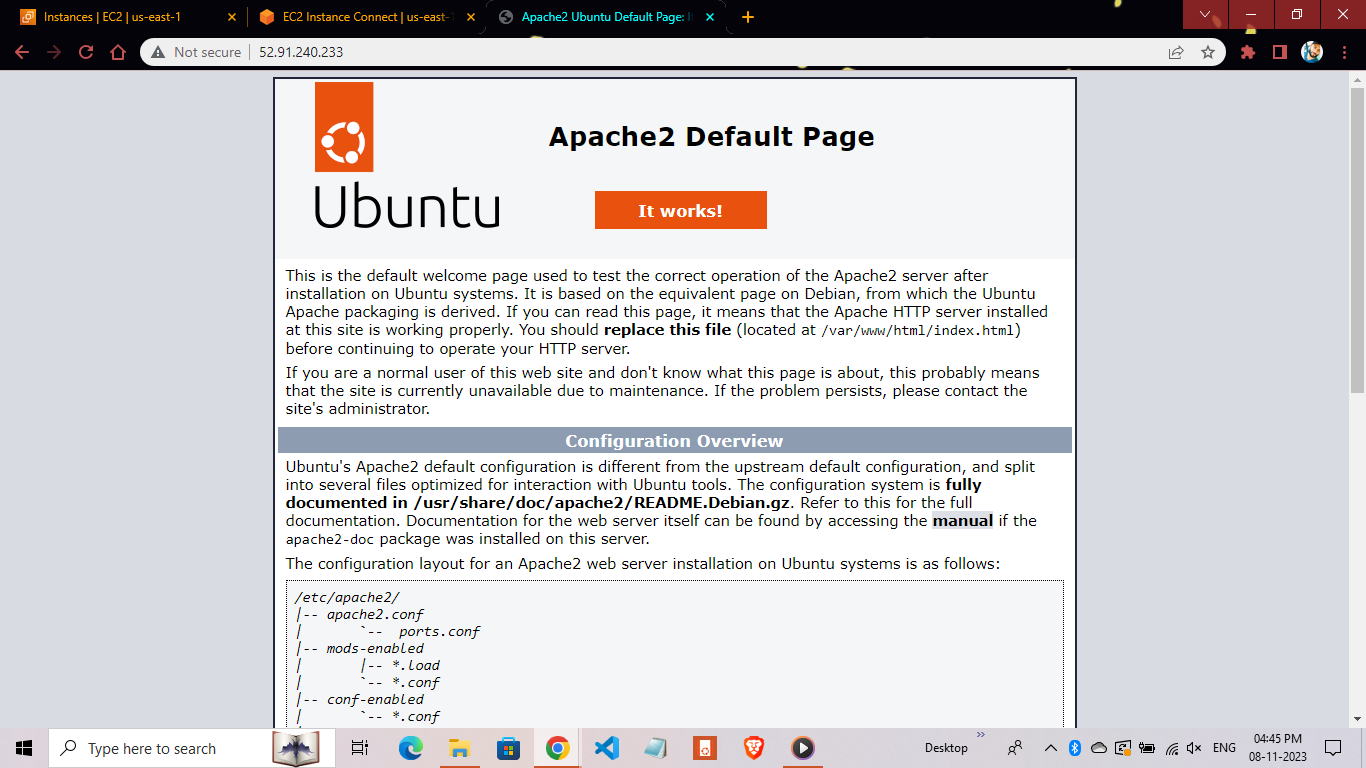 Instances | EC2 | us-east-1
EC2 Instance Connect | us-east-1
Apache2 Ubuntu Default Page: I
Not secure
52.91.240.233
Apache2 Default Page
Ubuntu
It works!
This is the default welcome page used to test the correct operation of the Apache2 server after
installation on Ubuntu systems. It is based on the equivalent page on Debian, from which the Ubuntu
Apache packaging is derived. If you can read this page, it means that the Apache HTTP server installed
at this site is working properly. You should replace this file (located at /var/www/html/index.html)
before continuing to operate your HTTP server.
If you are a normal user of this web site and don't know what this page is about, this probably means
that the site is currently unavailable due to maintenance. If the problem persists, please contact the
site's administrator.
Configuration Overview
Ubuntu's Apache2 default configuration is different from the upstream default configuration, and split
into several files optimized for interaction with Ubuntu tools. The configuration system is fully
documented in /usr/share/doc/apache2/README.Debian.gz. Refer to this for the full
documentation. Documentation for the web server itself can be found by accessing the manual if the
apache2-doc package was installed on this server.
The configuration layout for an Apache2 web server installation on Ubuntu systems is as follows:
/etc/apache2/
|-- apache2.conf
|       `--  ports.conf
|-- mods-enabled
|       |-- *.load
|       `-- *.conf
|-- conf-enabled
|       `-- *.conf
Type here to search
Desktop
ENG
04:45 PM
08-11-2023